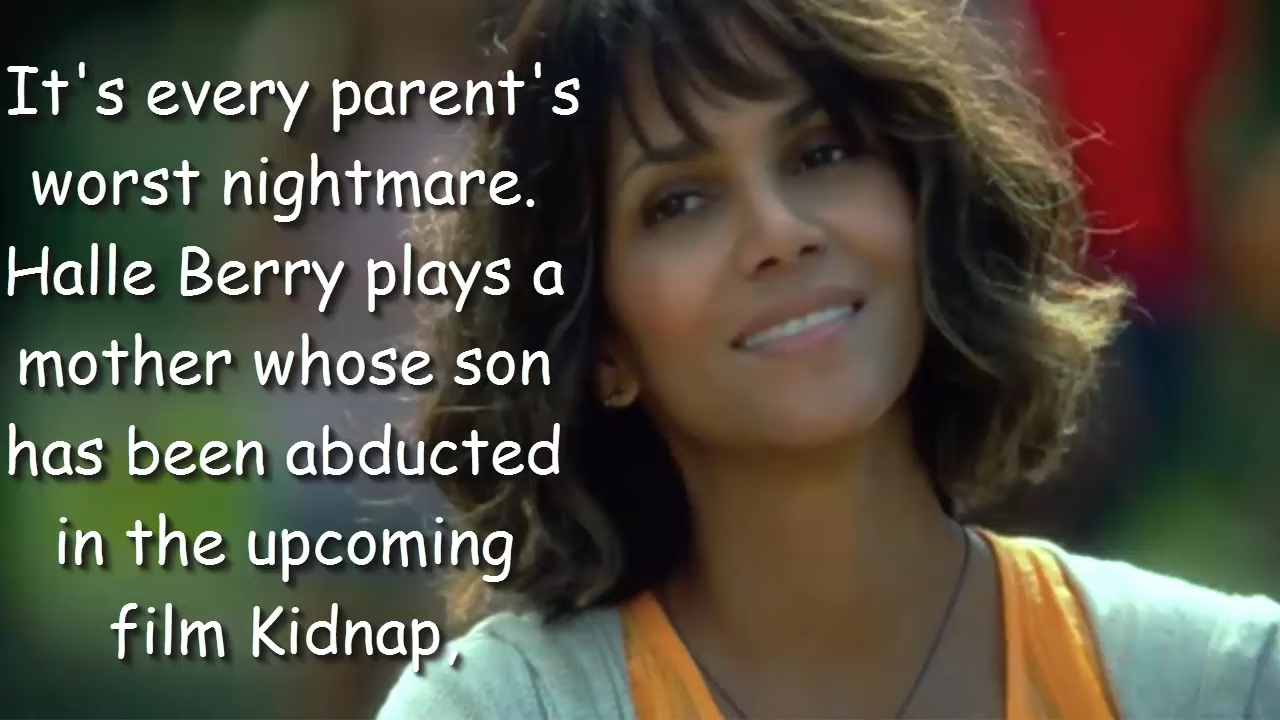 It's every parent's
worst nightmare.
Halle Berry plays a
mother whose son
has been abducted
in the upcoming
film Kidnap,